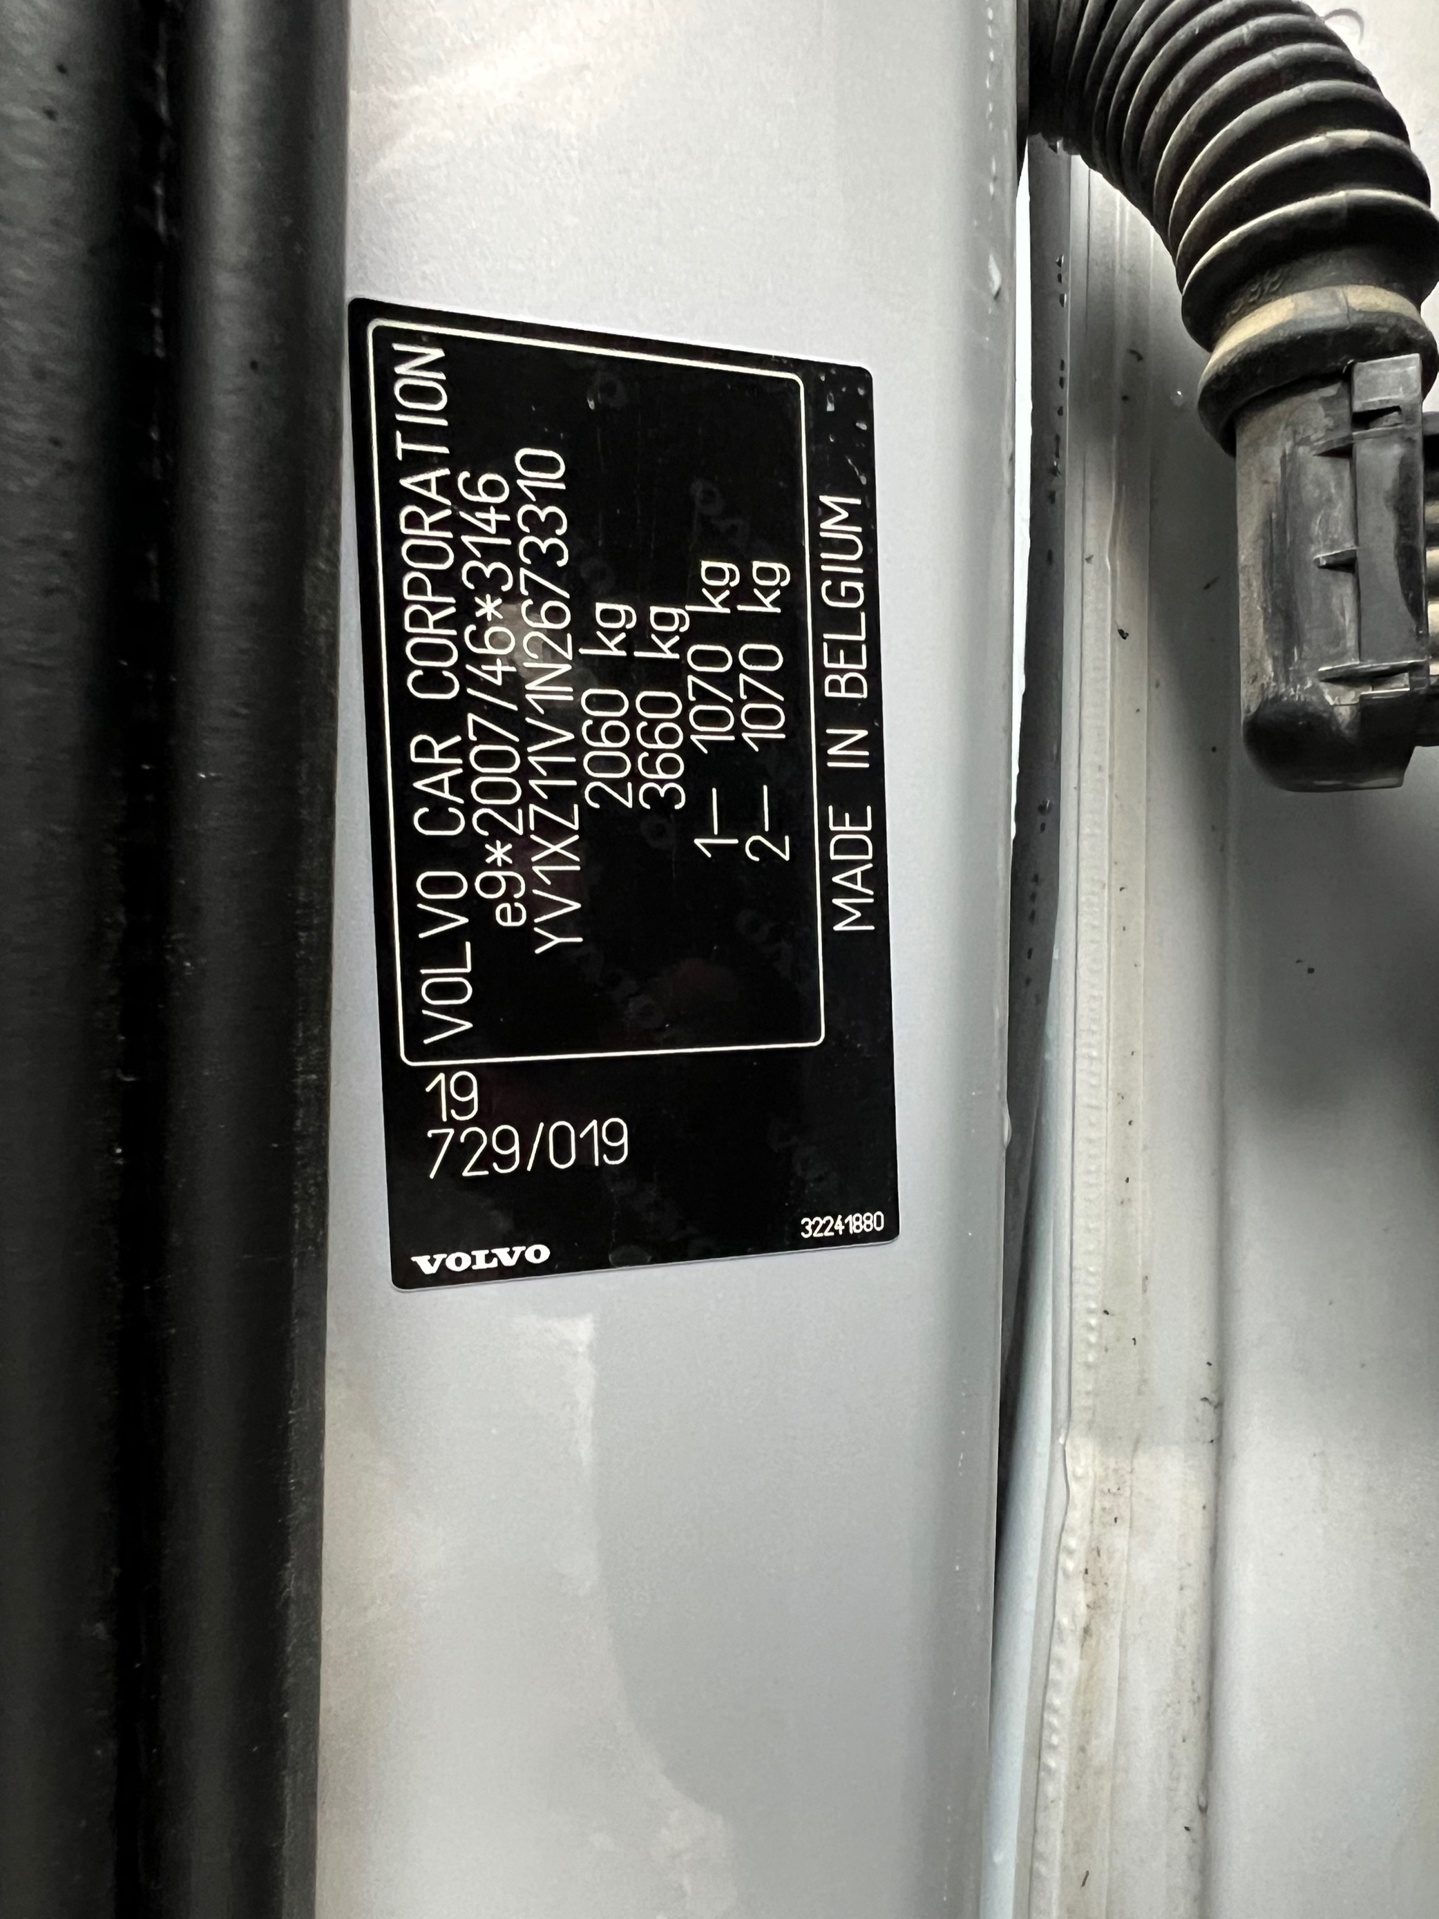 VOLVO CAR CORPORATION
e9*2007/46*3146
YV1XZ11V1N2673310
2060 kg
3660 kg
1– 1070 kg
2– 1070 kg
MADE IN BELGIUM
19
729/019
VOLVO
32241880